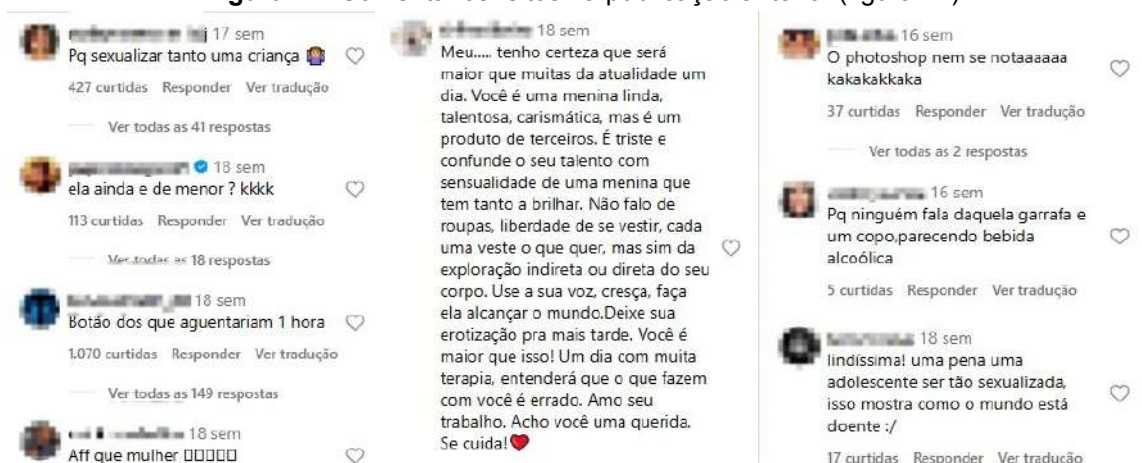 17 sem
Pq sexualizar tanto uma criança 🤷‍♀️
427 curtidas Responder Ver tradução
Ver todas as 41 respostas
18 sem
ela ainda e de menor ? kkkk
113 curtidas Responder Ver tradução
Ver todas as 18 respostas
18 sem
Botão dos que aguentariam 1 hora
1.070 curtidas Responder Ver tradução
Ver todas as 149 respostas
18 sem
Aff que mulher
18 sem
Meu..... tenho certeza que será
maior que muitas da atualidade um
dia. Você é uma menina linda,
talentosa, carismática, mas é um
produto de terceiros. É triste e
confunde o seu talento com
sensualidade de uma menina que
tem tanto a brilhar. Não falo de
roupas, liberdade de se vestir, cada
uma veste o que quer, mas sim da
exploração indireta ou direta do seu
corpo. Use a sua voz, cresça, faça
ela alcançar o mundo.Deixe sua
erotização pra mais tarde. Você é
maior que isso! Um dia com muita
terapia, entenderá que o que fazem
com você é errado. Amo seu
trabalho. Acho você uma querida.
Se cuida!❤️
16 sem
O photoshop nem se notaaaaaa
kakakakkaka
37 curtidas Responder Ver tradução
Ver todas as 2 respostas
16 sem
Pq ninguém fala daquela garrafa e
um copo,parecendo bebida
alcoólica
5 curtidas Responder Ver tradução
18 sem
lindíssima! uma pena uma
adolescente ser tão sexualizada,
isso mostra como o mundo está
doente :/
17 curtidas Responder Ver tradução